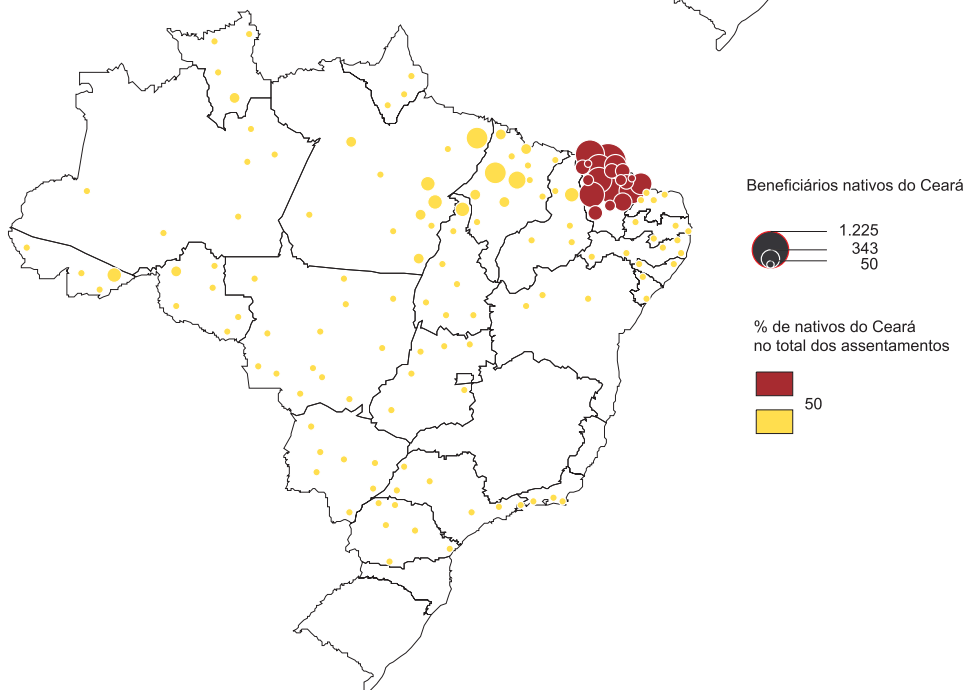 Beneficiários nativos do Ceará
1.225
343
50
% de nativos do Ceará
no total dos assentamentos
50